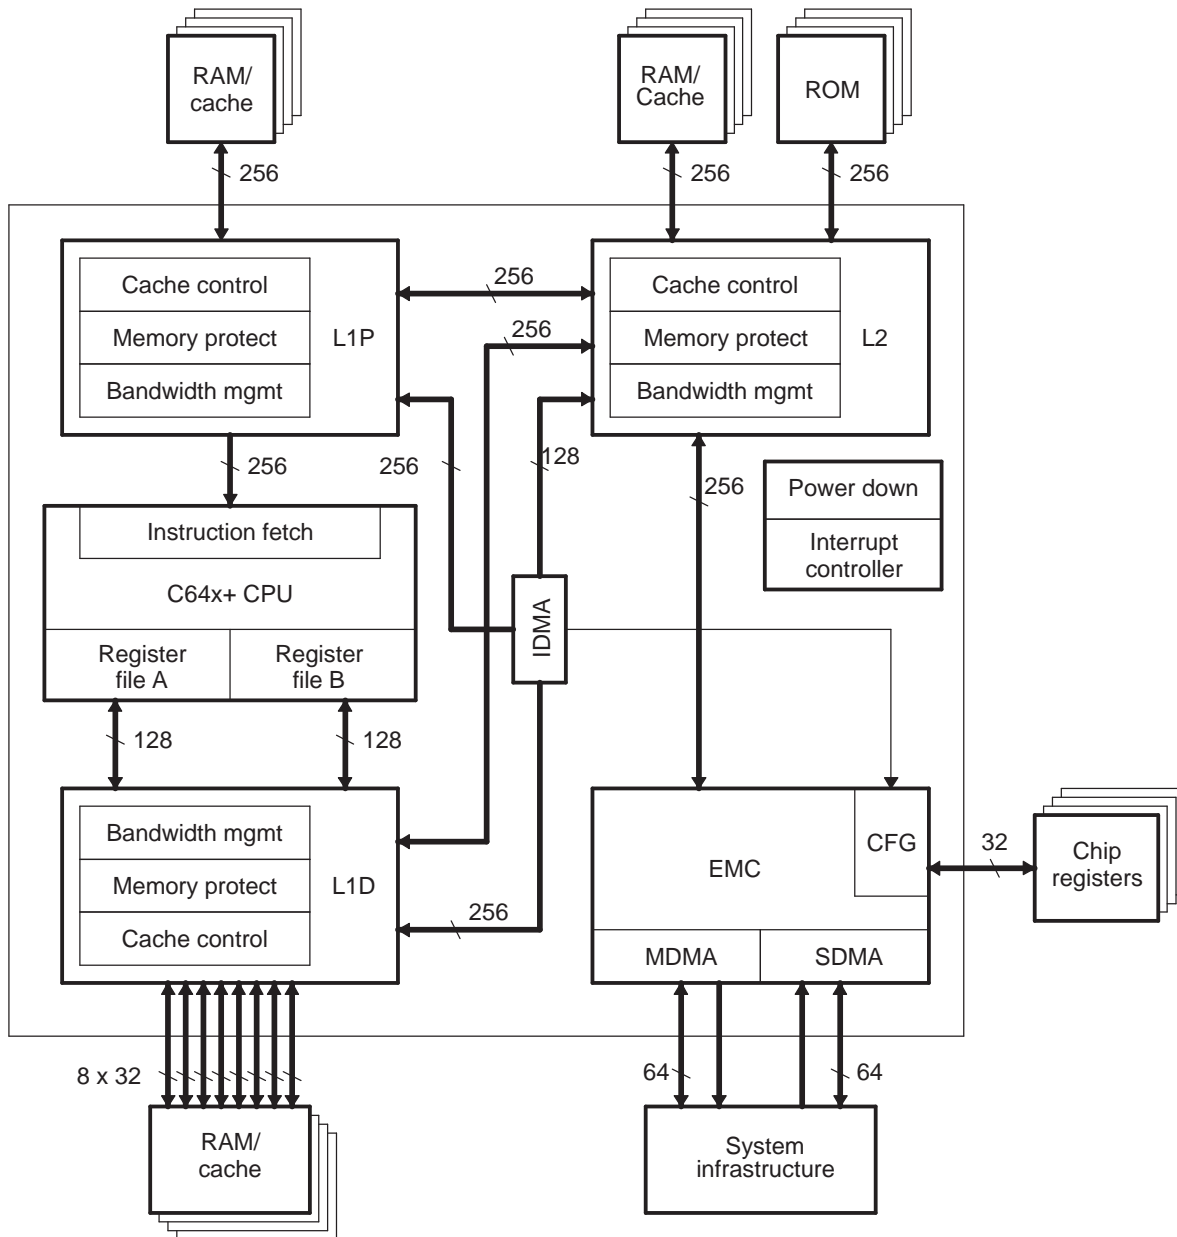 RAM/
cache
RAM/
Cache
ROM
256
256
256
Cache control
Memory protect
Bandwidth mgmt
L1P
256
256
Cache control
Memory protect
Bandwidth mgmt
L2
256
256
128
256
Power down
Interrupt
controller
Instruction fetch
C64x+ CPU
Register
file A
Register
file B
IDMA
128
128
Bandwidth mgmt
Memory protect
Cache control
L1D
256
EMC
CFG
MDMA
SDMA
32
Chip
registers
8 x 32
64
64
RAM/
cache
System
infrastructure